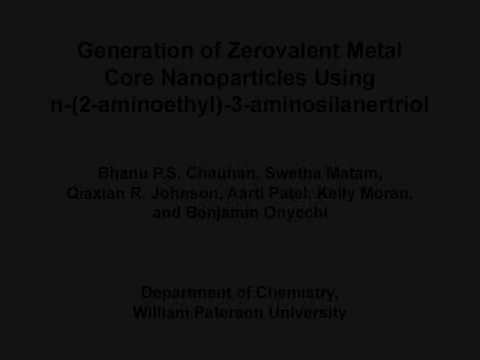 Generation of Zerovalent Metal
Core Nanoparticles Using
n-(2-aminoethyl)-3-aminosilanertriol
Bhanu P.S. Chauhan, Swetha Matam,
Qiaxian R. Johnson, Aarti Patel, Kelly Moran,
and Benjamin Onyechi
Department of Chemistry,
William Paterson University